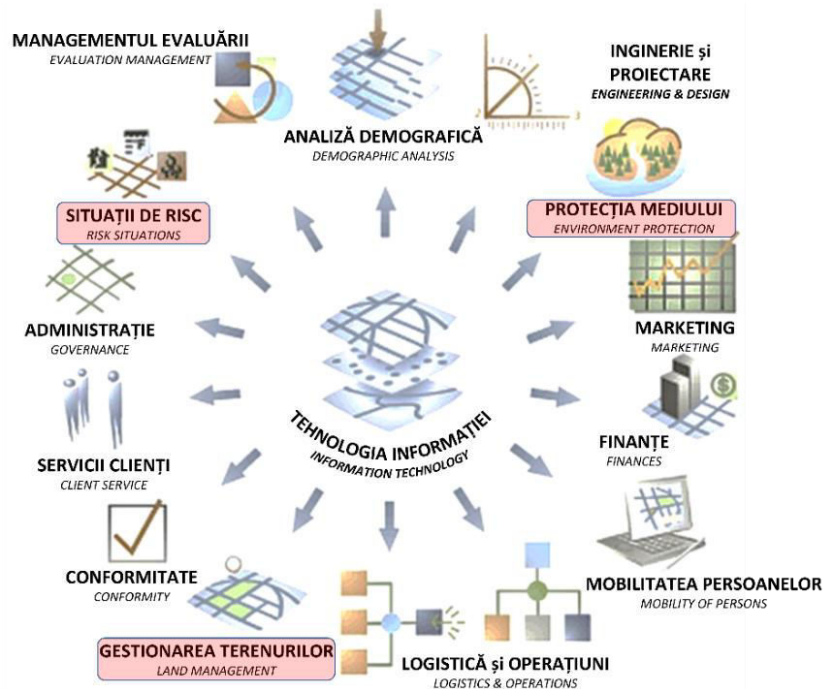 MANAGEMENTUL EVALUĂRII
EVALUATION MANAGEMENT
ANALIZĂ DEMOGRAFICĂ
DEMOGRAPHIC ANALYSIS
INGINERIE și
PROIECTARE
ENGINEERING & DESIGN
SITUAȚII DE RISC
RISK SITUATIONS
PROTECȚIA MEDIULUI
ENVIRONMENT PROTECTION
ADMINISTRAȚIE
GOVERNANCE
MARKETING
MARKETING
TEHNOLOGIA INFORMAȚIEI
INFORMATION TECHNOLOGY
SERVICII CLIENȚI
CLIENT SERVICE
FINANȚE
FINANCES
CONFORMITATE
CONFORMITY
MOBILITATEA PERSOANELOR
MOBILITY OF PERSONS
GESTIONAREA TERENURILOR
LAND MANAGEMENT
LOGISTICĂ și OPERAȚIUNI
LOGISTICS & OPERATIONS